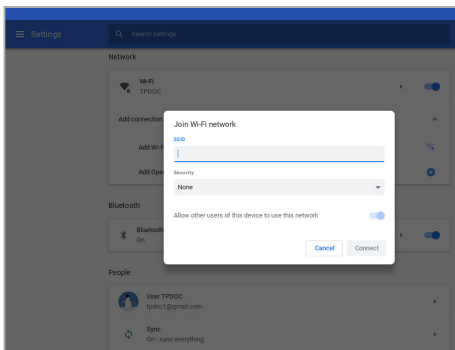 Settings
Search settings
Network
Wi-Fi
TPDOC
Add connection
Add Wi-F
Add Ope
Join Wi-Fi network
SSID
Security
None
Allow other users of this device to use this network
Cancel Connect
Bluetooth
Bluetooth
On
People
User TPDOC
tpdoc1@gmail.com
Sync
On - sync everything